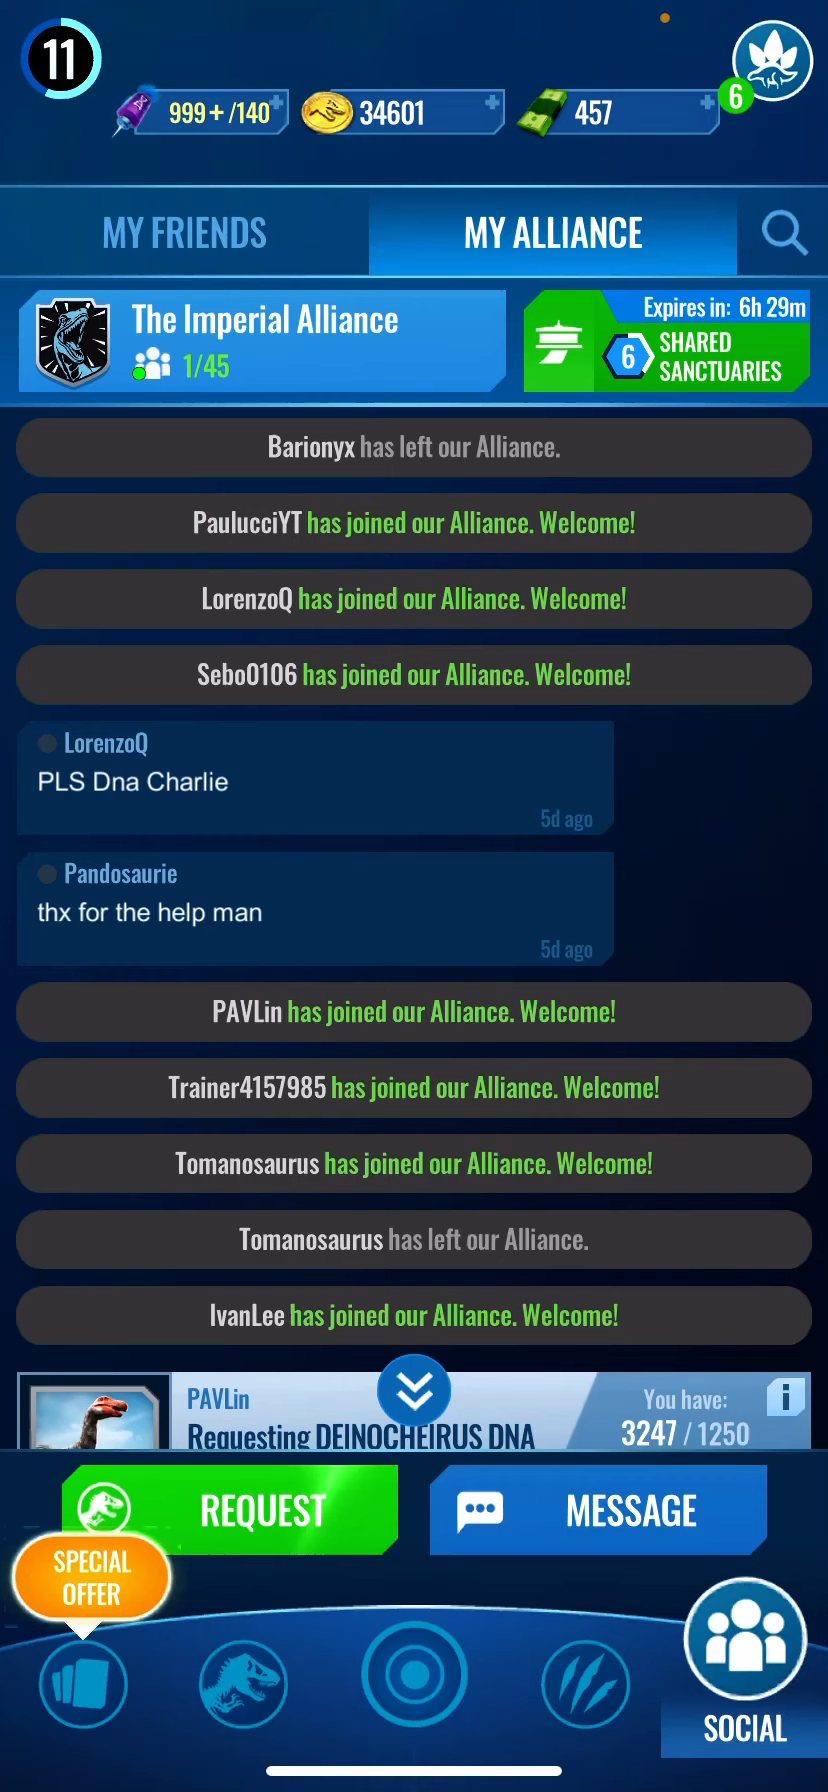 11
999+/140
34601
457
6
MY FRIENDS
MY ALLIANCE
The Imperial Alliance
1/45
Expires in: 6h 29m
6
SHARED
SANCTUARIES
Barionyx has left our Alliance.
PaulucciYT has joined our Alliance. Welcome!
LorenzoQ has joined our Alliance. Welcome!
Sebo0106 has joined our Alliance. Welcome!
LorenzoQ
PLS Dna Charlie
5d ago
Pandosaurie
thx for the help man
5d ago
PAVLin has joined our Alliance. Welcome!
Trainer4157985 has joined our Alliance. Welcome!
Tomanosaurus has joined our Alliance. Welcome!
Tomanosaurus has left our Alliance.
IvanLee has joined our Alliance. Welcome!
PAVLin
Requesting DEINOCHEIRUS DNA
You have:
3247 / 1250
i
REQUEST
MESSAGE
SPECIAL
OFFER
SOCIAL